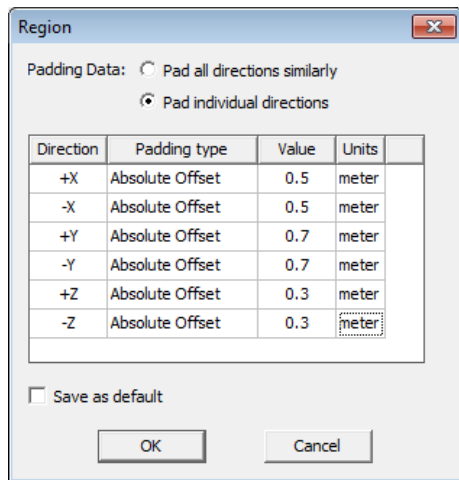 Region
Padding Data: Pad all directions similarly
Pad individual directions
Direction Padding type Value Units
+X Absolute Offset 0.5 meter
-X Absolute Offset 0.5 meter
+Y Absolute Offset 0.7 meter
-Y Absolute Offset 0.7 meter
+Z Absolute Offset 0.3 meter
-Z Absolute Offset 0.3 meter
Save as default
OK Cancel